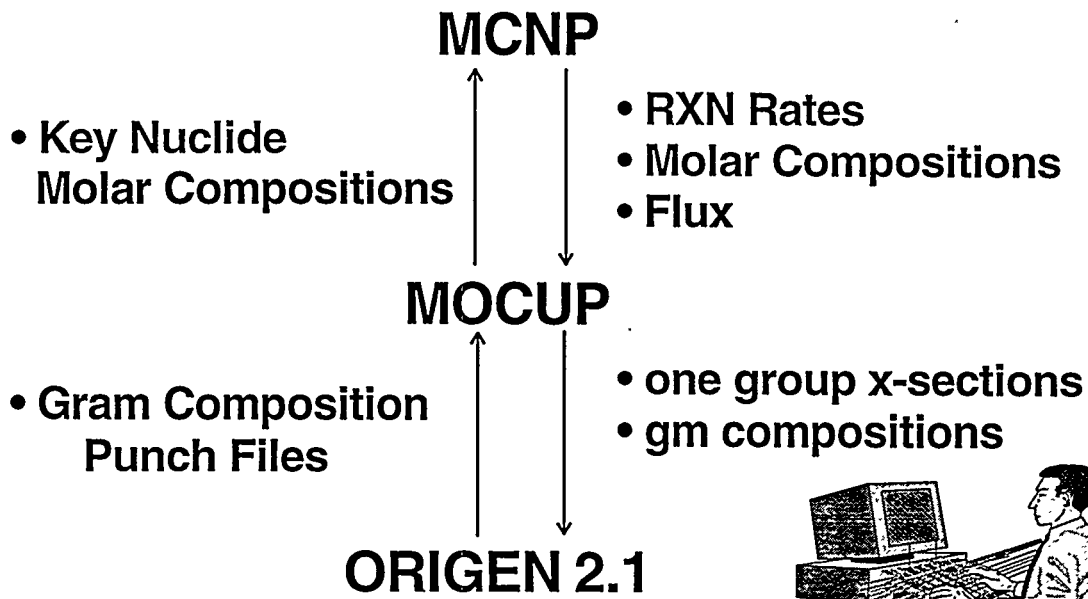 MCNP
• Key Nuclide
Molar Compositions
• RXN Rates
• Molar Compositions
• Flux
MOCUP
• Gram Composition
Punch Files
• one group x-sections
• gm compositions
ORIGEN 2.1